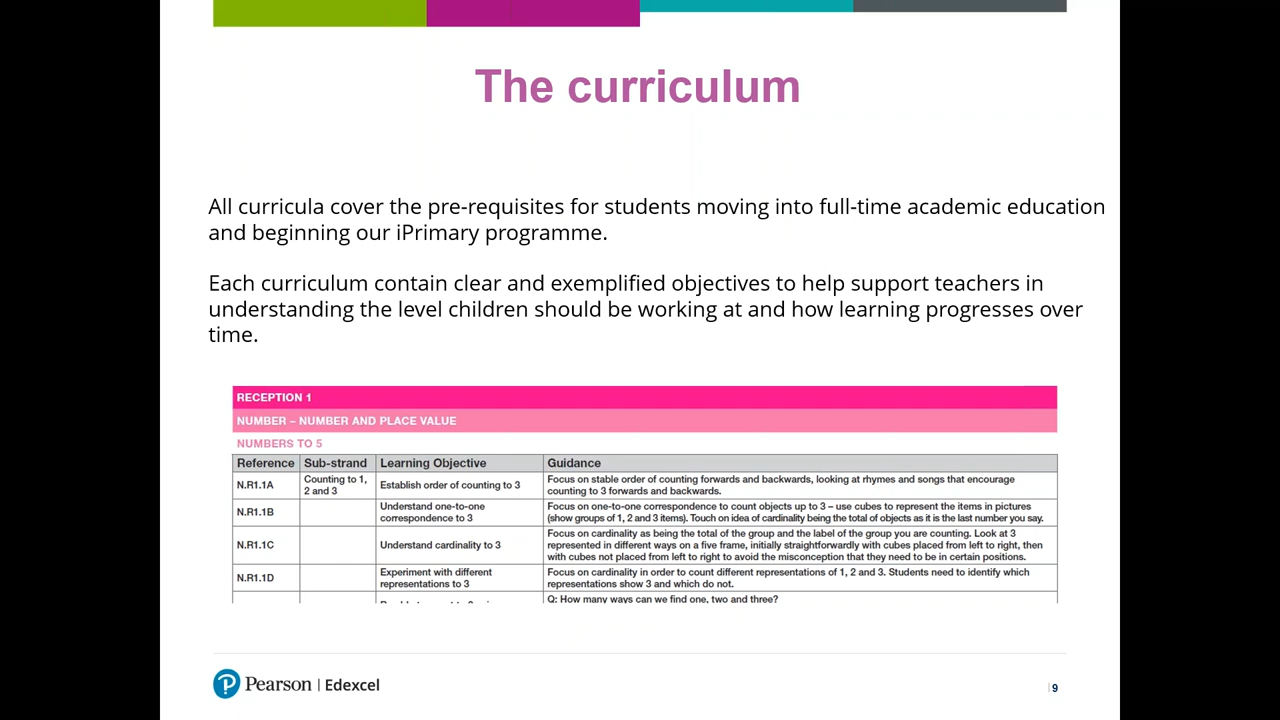 The curriculum
All curricula cover the pre-requisites for students moving into full-time academic education
and beginning our iPrimary programme.
Each curriculum contain clear and exemplified objectives to help support teachers in
understanding the level children should be working at and how learning progresses over
time.
RECEPTION 1
NUMBER – NUMBER AND PLACE VALUE
NUMBERS TO 5
Reference Sub-strand Learning Objective Guidance
N.R1.1A Counting to 1, 2 and 3 Establish order of counting to 3 Focus on stable order of counting forwards and backwards, looking at rhymes and songs that encourage
counting to 3 forwards and backwards.
N.R1.1B Understand one-to-one correspondence to 3 Focus on one-to-one correspondence to count objects up to 3 – use cubes to represent the items in pictures
(show groups of 1, 2 and 3 items). Touch on idea of cardinality being the total of objects as it is the last number you say.
N.R1.1C Understand cardinality to 3 Focus on cardinality as being the total of the group and the label of the group you are counting. Look at 3
represented in different ways on a five frame, initially straightforwardly with cubes placed from left to right, then
with cubes not placed from left to right to avoid the misconception that they need to be in certain positions.
N.R1.1D Experiment with different representations to 3 Focus on cardinality in order to count different representations of 1, 2 and 3. Students need to identify which
representations show 3 and which do not.
Q: How many ways can we find one, two and three?
Pearson | Edexcel
9